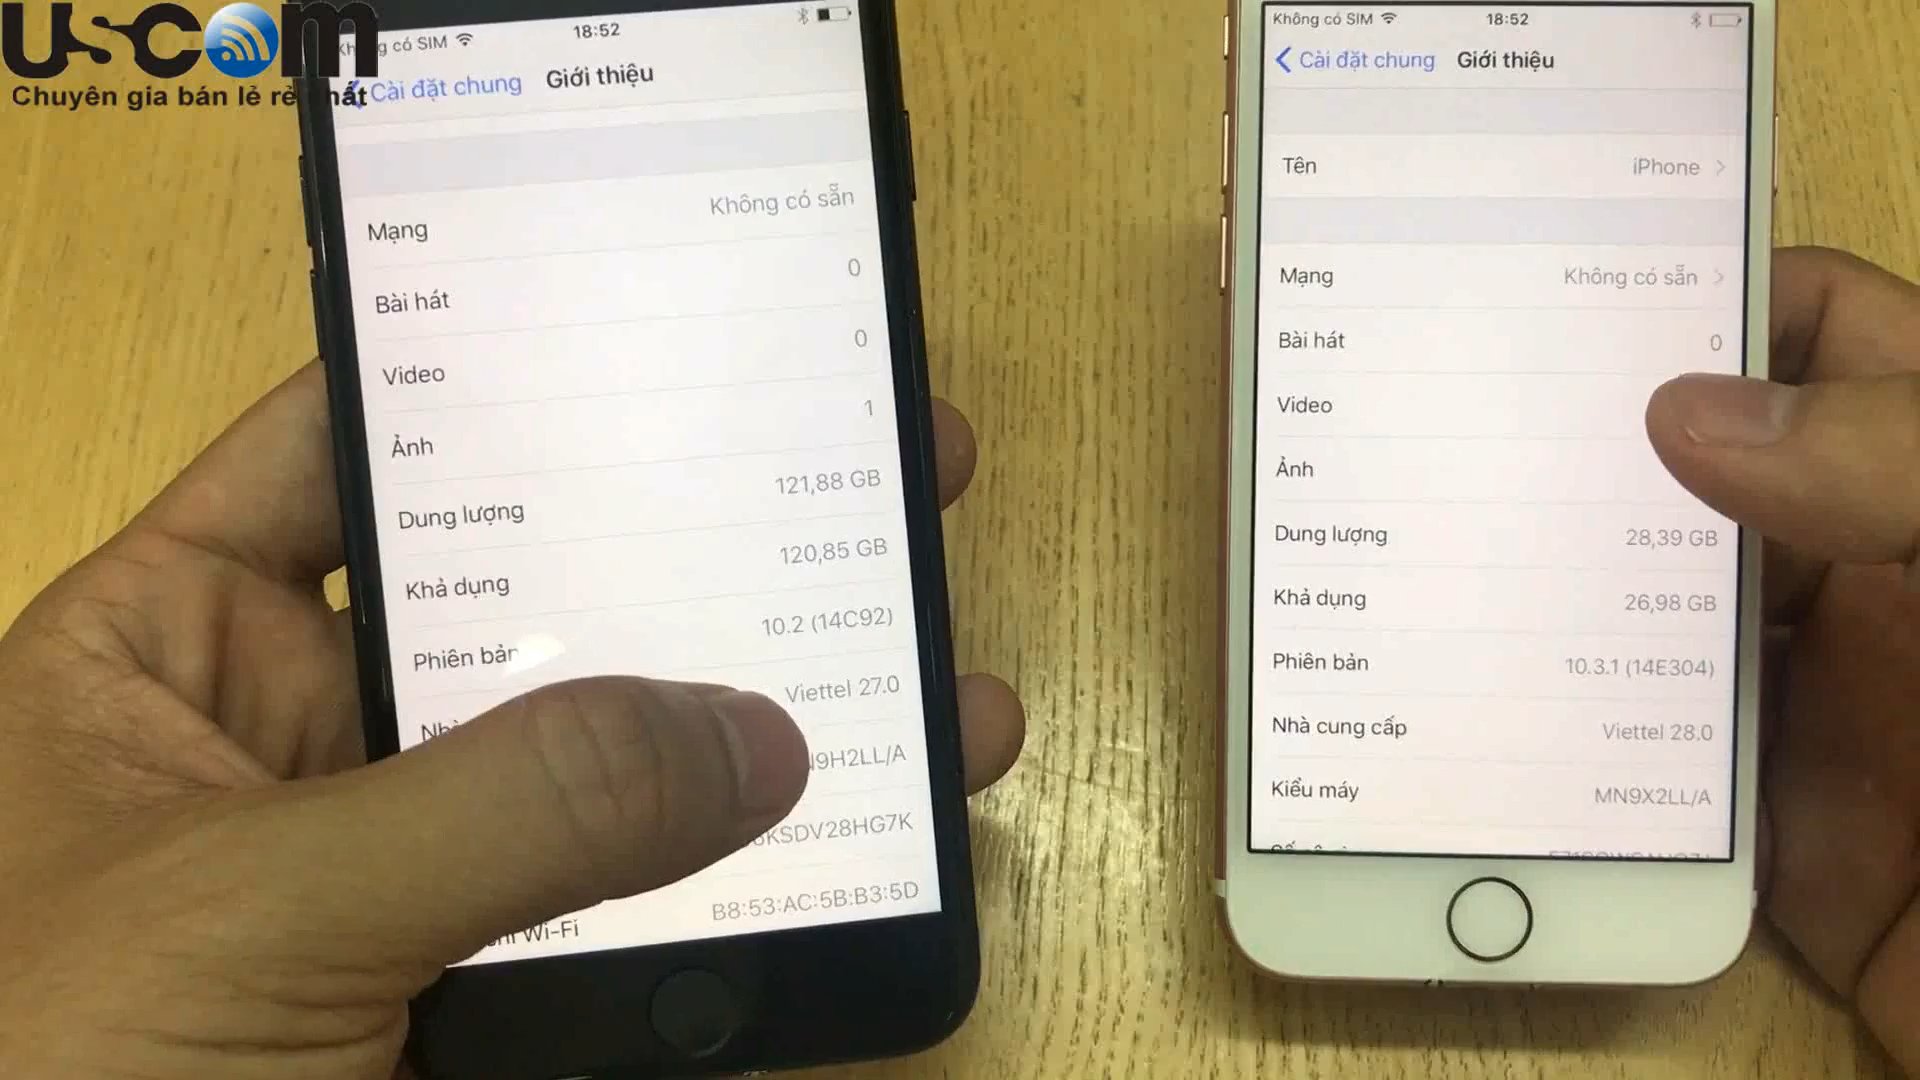 USCOM
Chuyên gia bán lẻ rẻ nhất
có SIM 18:52
Cài đặt chung Giới thiệu
Mạng Không có sẵn
Bài hát 0
Video 0
Ảnh 1
Dung lượng 121,88 GB
Khả dụng 120,85 GB
Phiên bản 10.2 (14C92)
Viettel 27.0
9H2LL/A
KSDV28HG7K
Wi-Fi B8:53:AC:5B:B3:5D
Không có SIM 18:52
Cài đặt chung Giới thiệu
Tên iPhone
Mạng Không có sẵn
Bài hát 0
Video
Ảnh
Dung lượng 28,39 GB
Khả dụng 26,98 GB
Phiên bản 10.3.1 (14E304)
Nhà cung cấp Viettel 28.0
Kiểu máy MN9X2LL/A